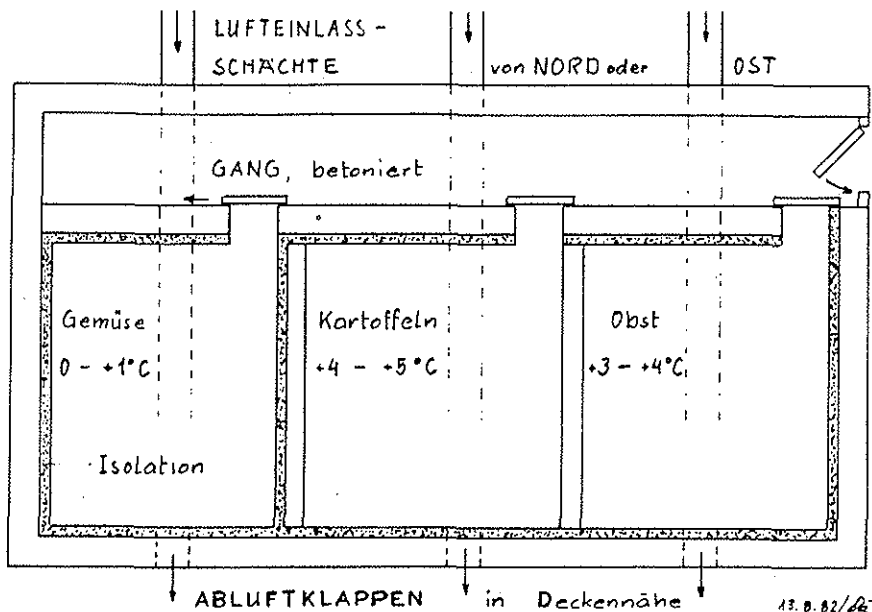 LUFTEINLASS -
SCHÄCHTE von NORD oder OST
GANG, betoniert
Gemüse Kartoffeln Obst
0 - +1°C +4 - +5°C +3 - +4°C
Isolation
ABLUFTKLAPPEN in Deckennähe
13.8.82/